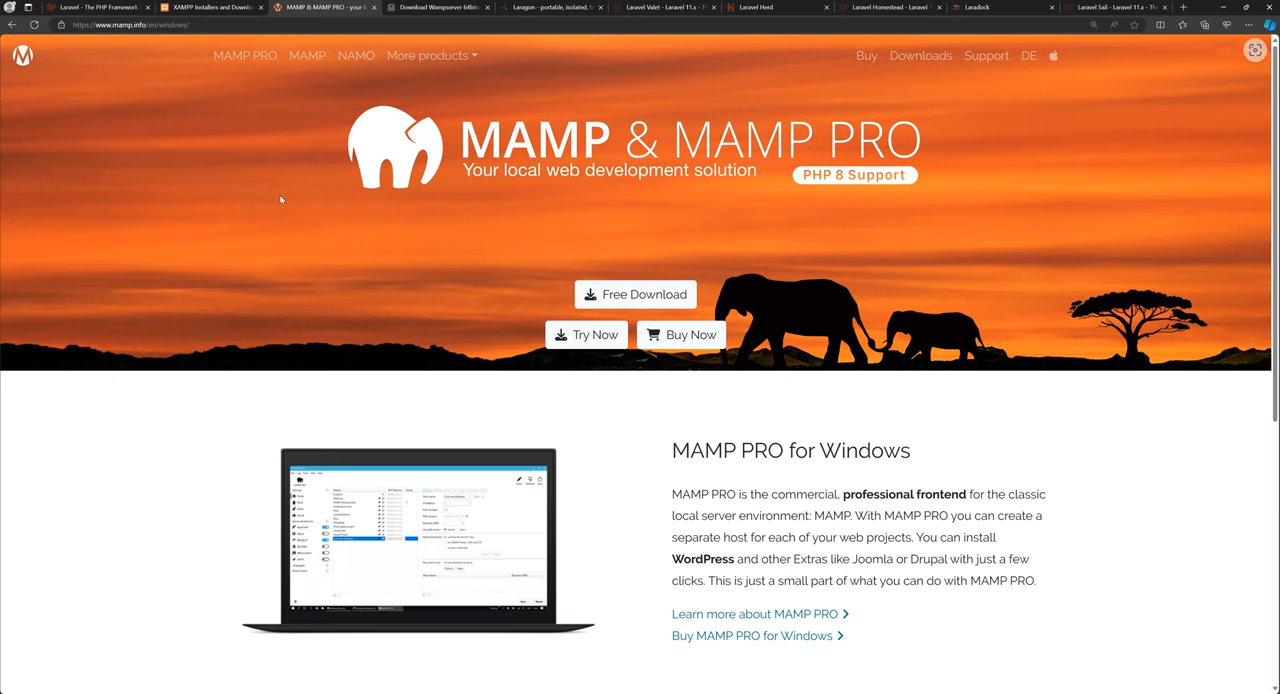 Laravel - The PHP Framework
XAMPP Installers and Downlo
MAMP & MAMP PRO - your l
Download Wampserver 64bits
Laragon - portable, isolated, f
Laravel Valet - Laravel 11.x - The
Laravel Herd
Laravel Homestead - Laravel 1
Laradock
Laravel Sail - Laravel 11.x - The
https://www.mamp.info/en/windows/
MAMP PRO MAMP NAMO More products
Buy Downloads Support DE
MAMP & MAMP PRO
Your local web development solution
PHP 8 Support
Free Download
Try Now
Buy Now
MAMP PRO for Windows
MAMP PRO is the commercial, professional frontend for the classic
local server environment: MAMP. With MAMP PRO you can create
separate host for each of your web projects. You can install
WordPress and other Extras like Joomla or Drupal with just a few
clicks. This is just a small part of what you can do with MAMP PRO.
Learn more about MAMP PRO
Buy MAMP PRO for Windows